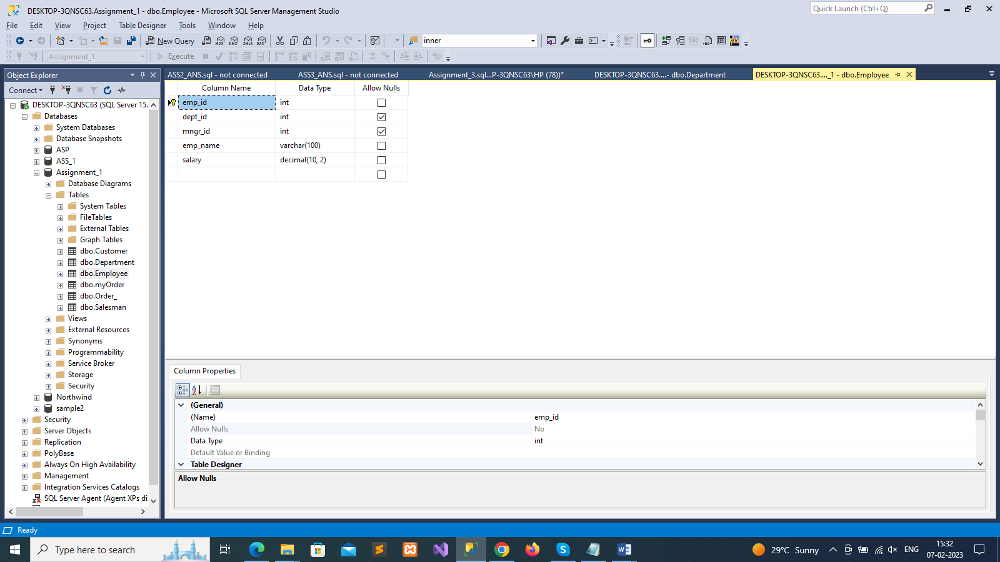 DESKTOP-3QNSC63.Assignment_1 - dbo.Employee - Microsoft SQL Server Management Studio
Quick Launch (Ctrl+Q)
File Edit View Project Table Designer Tools Window Help
New Query MDX DMX XMLA DAX inner
Assignment_1 Execute
Object Explorer
ASS2_ANS.sql - not connected
ASS3_ANS.sql - not connected
Assignment_3.sql...P-3QNSC63\HP (78))*
DESKTOP-3QNSC63....- dbo.Department
DESKTOP-3QNSC63...._1 - dbo.Employee
Connect
DESKTOP-3QNSC63 (SQL Server 15.
Databases
System Databases
Database Snapshots
ASP
ASS_1
Assignment_1
Database Diagrams
Tables
System Tables
FileTables
External Tables
Graph Tables
dbo.Customer
dbo.Department
dbo.Employee
dbo.myOrder
dbo.Order_
dbo.Salesman
Views
External Resources
Synonyms
Programmability
Service Broker
Storage
Security
Northwind
sample2
Security
Server Objects
Replication
PolyBase
Always On High Availability
Management
Integration Services Catalogs
SQL Server Agent (Agent XPs di
Column Name Data Type Allow Nulls
emp_id int
dept_id int
mngr_id int
emp_name varchar(100)
salary decimal(10, 2)
Column Properties
(General)
(Name) emp_id
Allow Nulls No
Data Type int
Default Value or Binding
Table Designer
Allow Nulls
Ready
Type here to search
29°C Sunny
ENG
15:32
07-02-2023